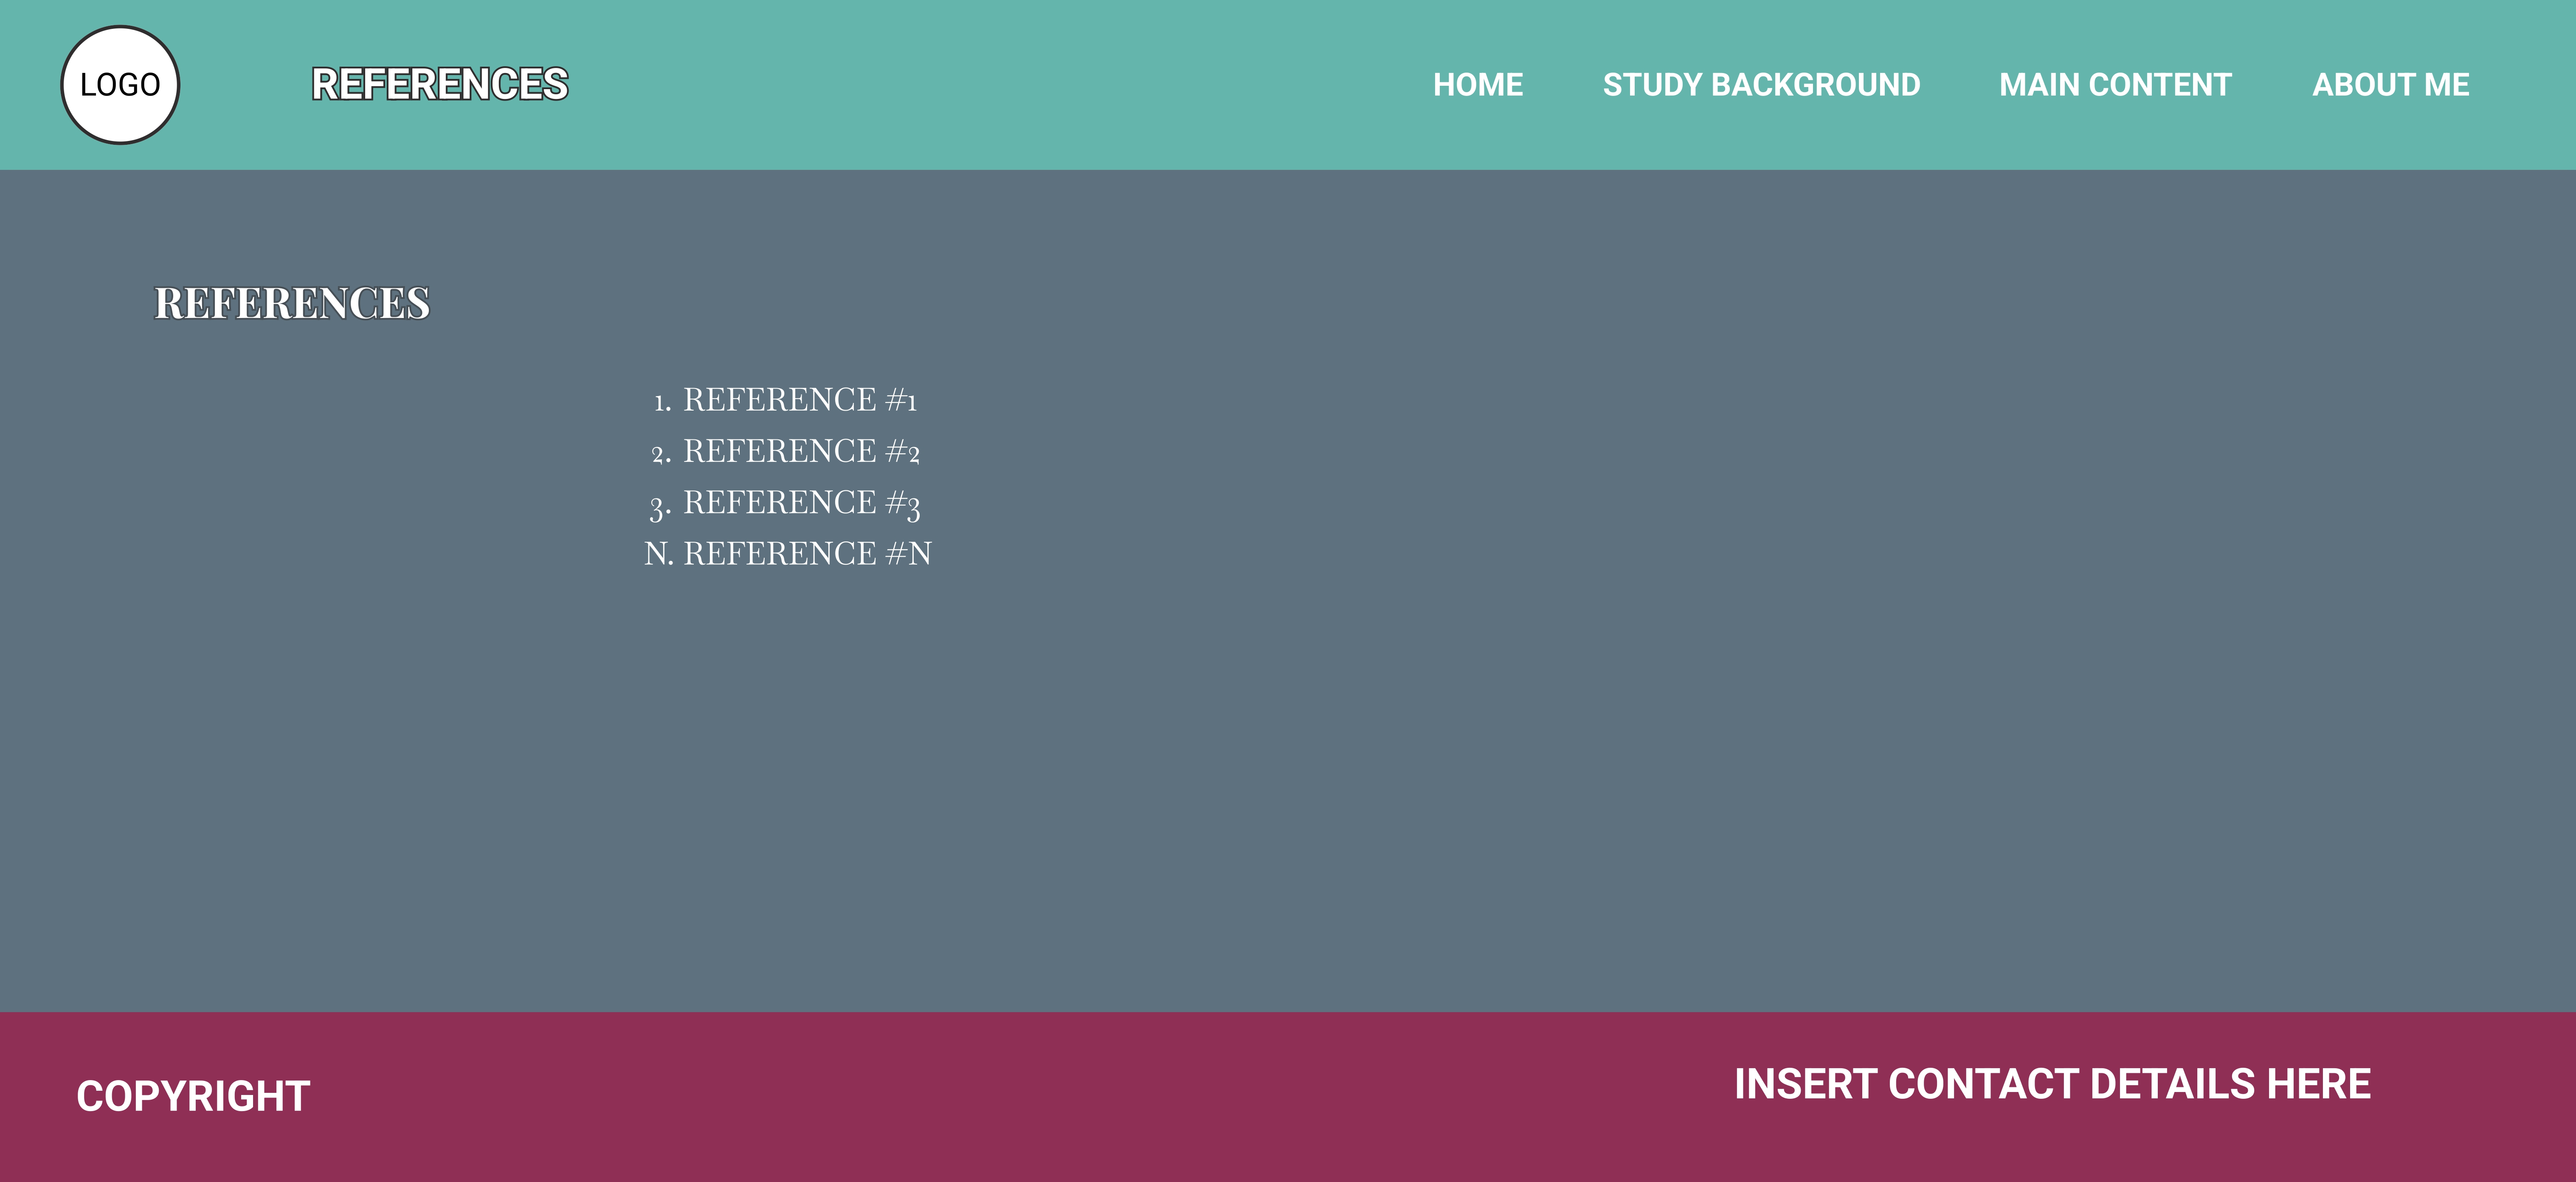 LOGO
REFERENCES
HOME
STUDY BACKGROUND
MAIN CONTENT
ABOUT ME
REFERENCES
1. REFERENCE #1
2. REFERENCE #2
3. REFERENCE #3
N. REFERENCE #N
COPYRIGHT
INSERT CONTACT DETAILS HERE